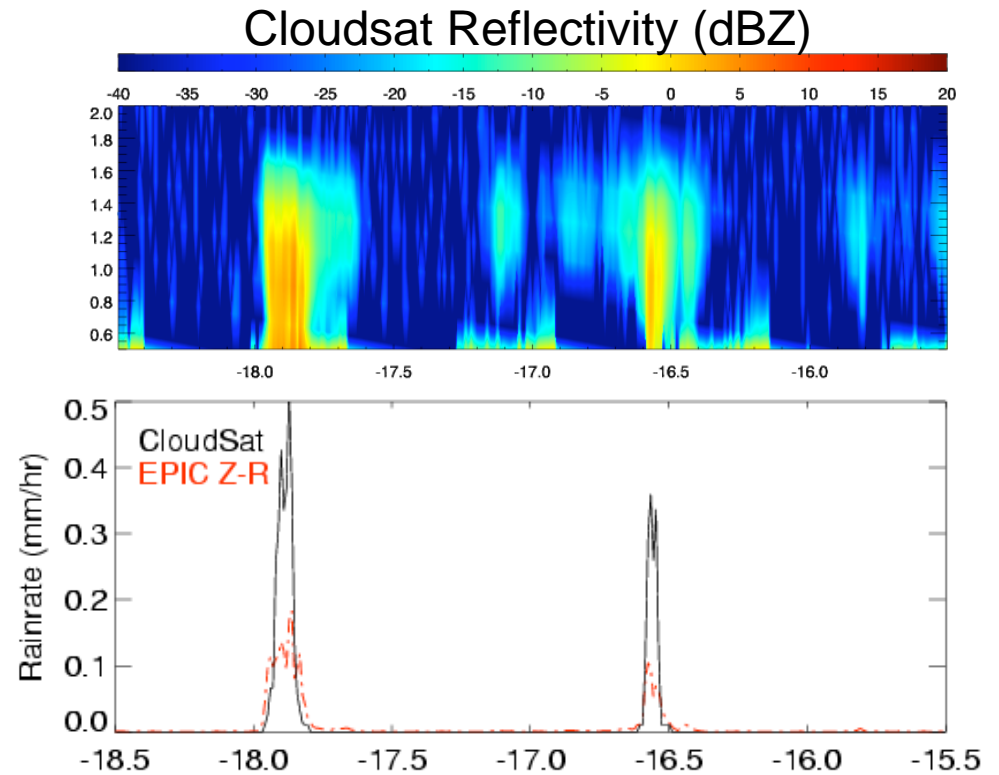 Cloudsat Reflectivity (dBZ)
-40 -35 -30 -25 -20 -15 -10 -5 0 5 10 15 20
2.0
1.8
1.6
1.4
1.2
1.0
0.8
0.6
-18.0 -17.5 -17.0 -16.5 -16.0
0.5
CloudSat
EPIC Z-R
0.4
0.3
0.2
0.1
0.0
Rainrate (mm/hr)
-18.5 -18.0 -17.5 -17.0 -16.5 -16.0 -15.5